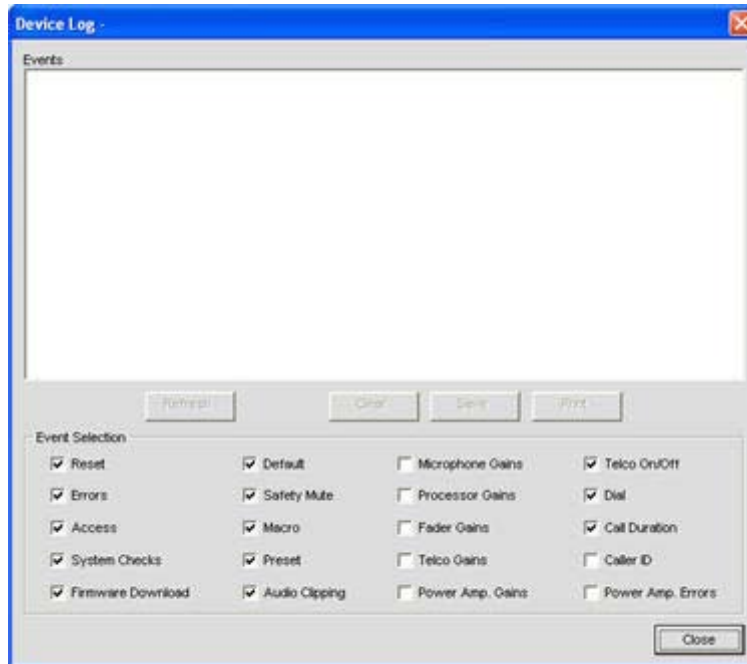 Device Log -
Events
Refresh Clear Save Print
Event Selection
Reset Default Microphone Gains Telco On/Off
Errors Safety Mute Processor Gains Dial
Access Macro Fader Gains Call Duration
System Checks Preset Telco Gains Caller ID
Firmware Download Audio Clipping Power Amp. Gains Power Amp. Errors
Close